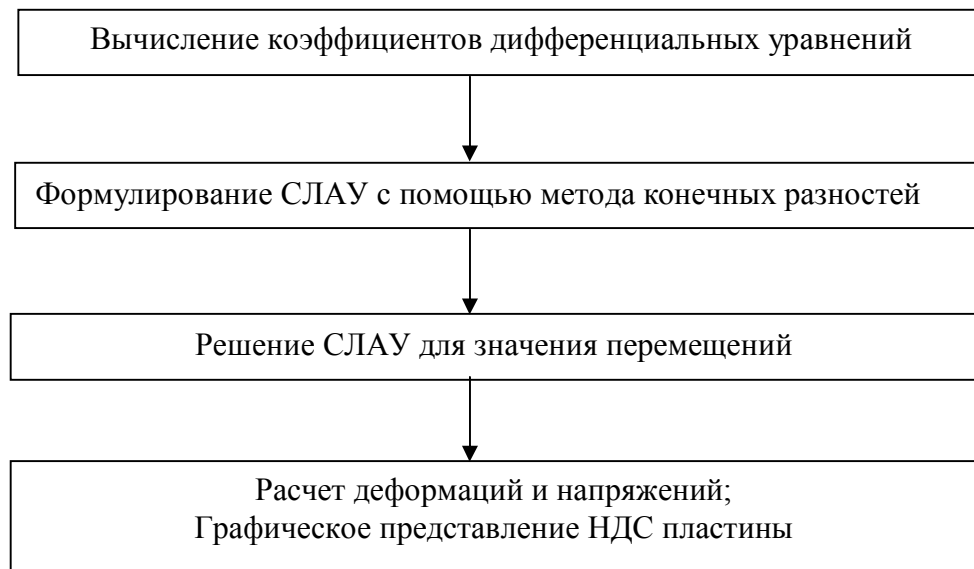 Вычисление коэффициентов дифференциальных уравнений
Формулирование СЛАУ с помощью метода конечных разностей
Решение СЛАУ для значения перемещений
Расчет деформаций и напряжений;
Графическое представление НДС пластины